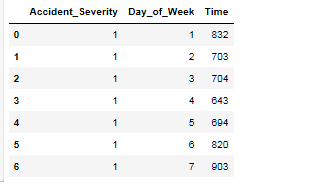 Accident_Severity Day_of_Week Time
0 1 1 832
1 1 2 703
2 1 3 704
3 1 4 643
4 1 5 694
5 1 6 820
6 1 7 903